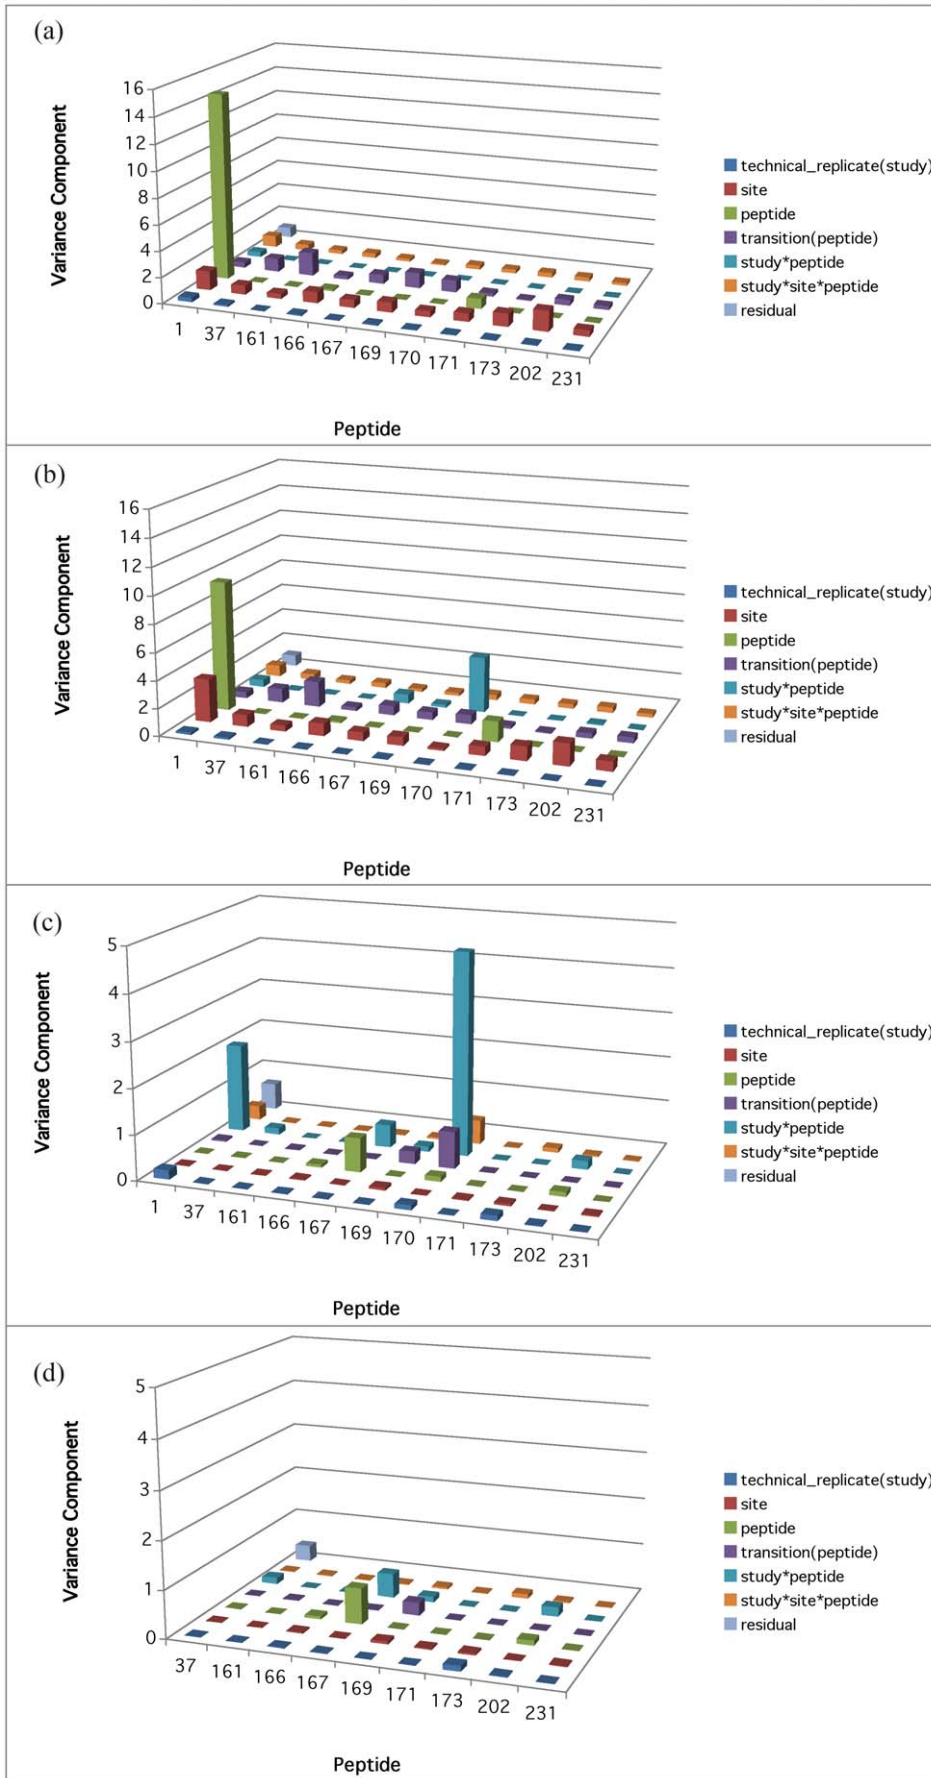 (a)
Variance Component
16
14
12
10
8
6
4
2
0
1 37 161 166 167 169 170 171 173 202 231
Peptide
technical_replicate(study)
site
peptide
transition(peptide)
study*peptide
study*site*peptide
residual
(b)
Variance Component
16
14
12
10
8
6
4
2
0
1 37 161 166 167 169 170 171 173 202 231
Peptide
technical_replicate(study)
site
peptide
transition(peptide)
study*peptide
study*site*peptide
residual
(c)
Variance Component
5
4
3
2
1
0
1 37 161 166 167 169 170 171 173 202 231
Peptide
technical_replicate(study)
site
peptide
transition(peptide)
study*peptide
study*site*peptide
residual
(d)
Variance Component
5
4
3
2
1
0
37 161 166 167 169 171 173 202 231
Peptide
technical_replicate(study)
site
peptide
transition(peptide)
study*peptide
study*site*peptide
residual